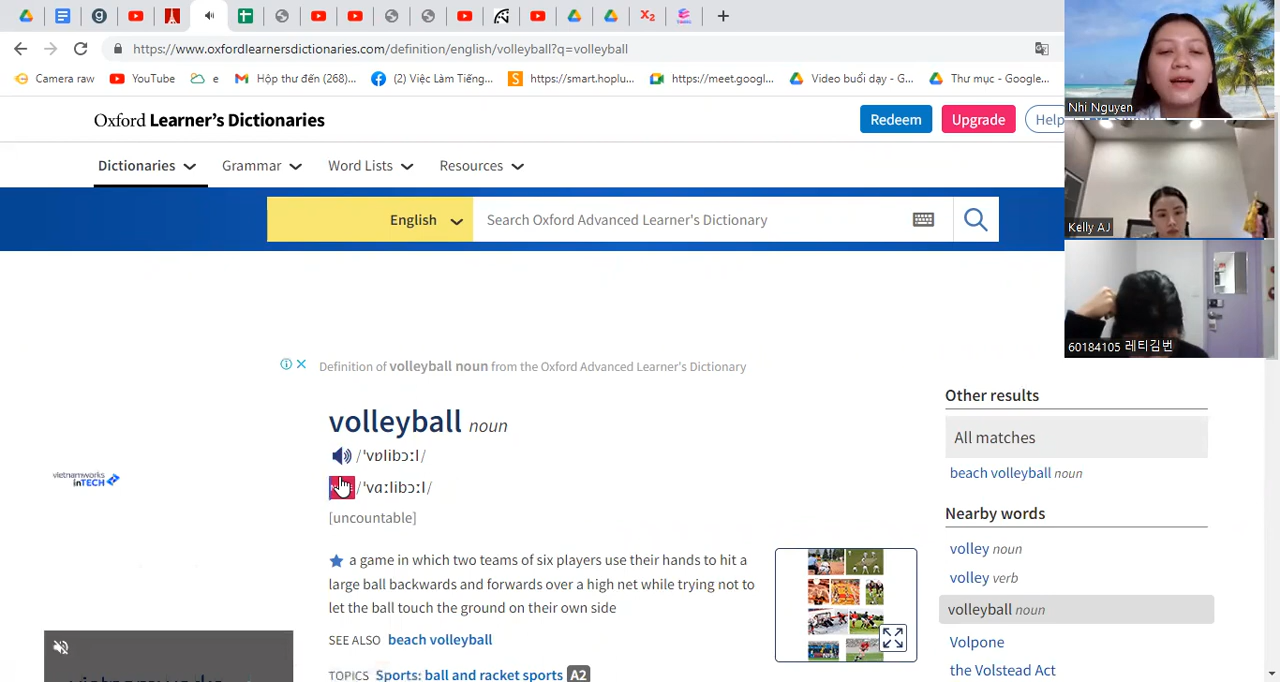 https://www.oxfordlearnersdictionaries.com/definition/english/volleyball?q=volleyball
Camera raw
YouTube
e
Hộp thư đến (268)...
(2) Việc Làm Tiếng...
https://smart.hoplu...
https://meet.googl...
Video buổi dạy - G...
Thư mục - Google...
Nhi Nguyen
Oxford Learner's Dictionaries
Redeem
Upgrade
Help
Dictionaries
Grammar
Word Lists
Resources
Kelly AJ
English
Search Oxford Advanced Learner's Dictionary
60184105 레티김번
Definition of volleyball noun from the Oxford Advanced Learner's Dictionary
Other results
volleyball noun
All matches
/ˈvɒlibɔːl/
beach volleyball noun
vietnamworks
inTECH
/ˈvɑːlibɔːl/
[uncountable]
Nearby words
volley noun
a game in which two teams of six players use their hands to hit a
large ball backwards and forwards over a high net while trying not to
let the ball touch the ground on their own side
volley verb
volleyball noun
SEE ALSO beach volleyball
Volpone
TOPICS Sports: ball and racket sports A2
the Volstead Act